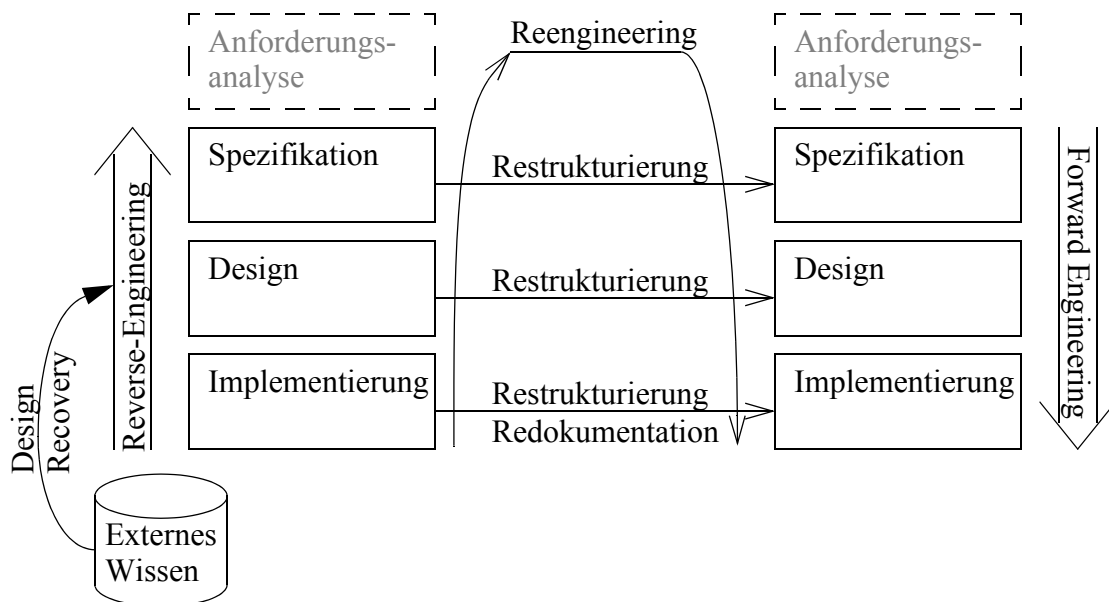 Anforderungs-
analyse
Reengineering
Anforderungs-
analyse
Spezifikation
Restrukturierung
Spezifikation
Design
Restrukturierung
Design
Implementierung
Restrukturierung
Redokumentation
Implementierung
Reverse-Engineering
Forward Engineering
Design
Recovery
Externes
Wissen